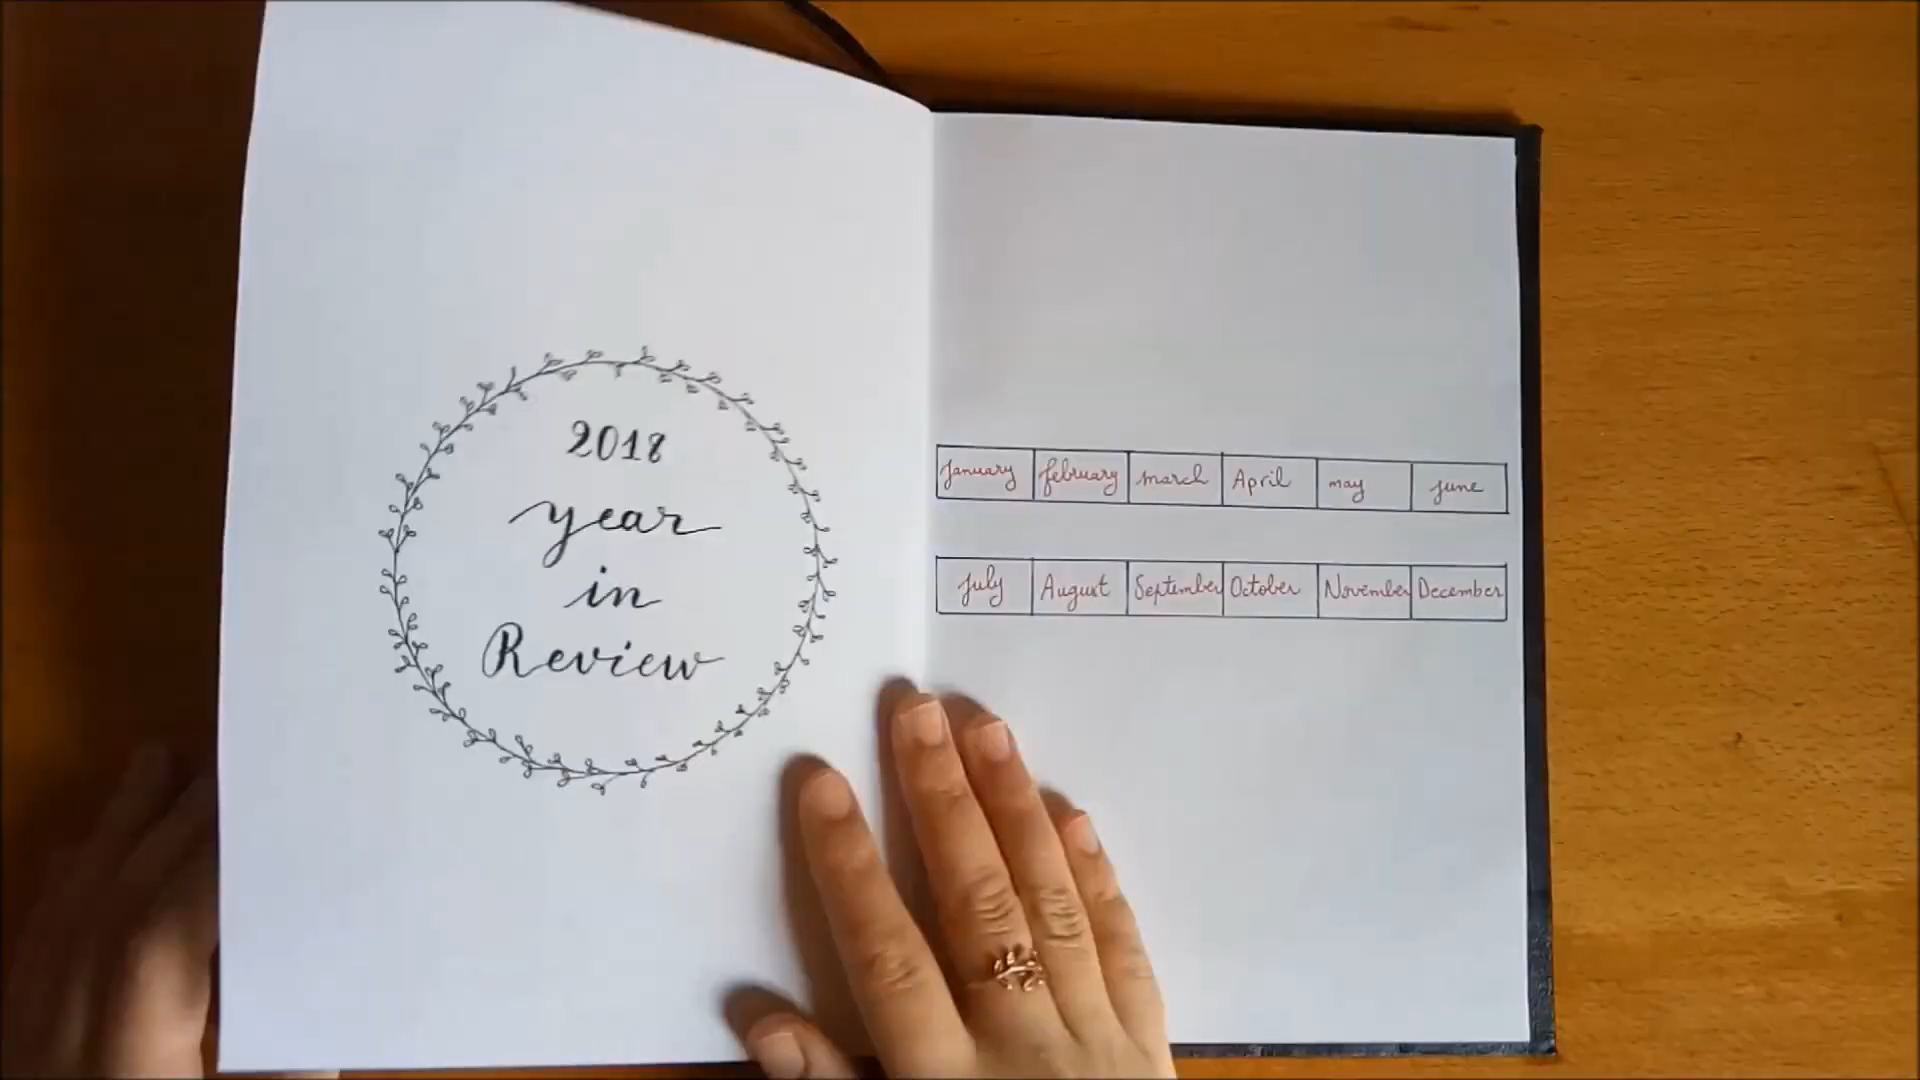 2018
year
in
Review
January february march April may june
July August September October November December